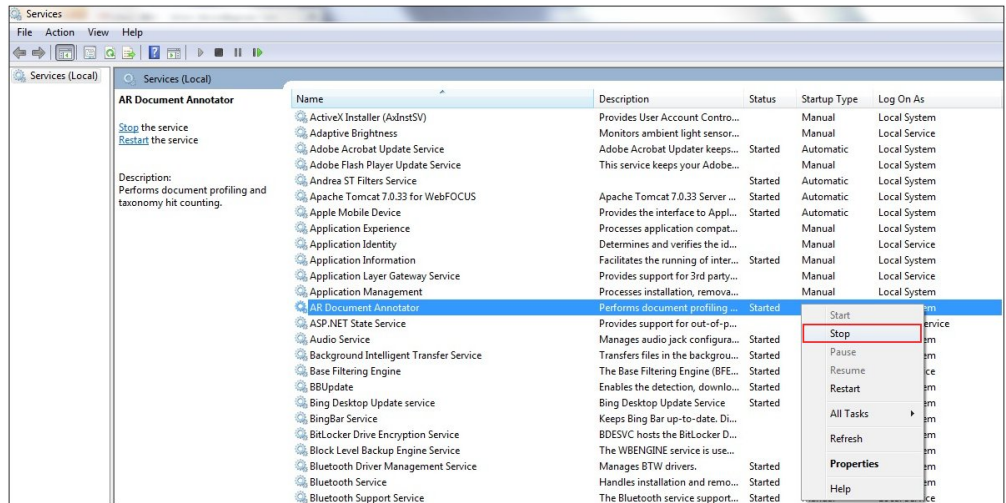 Services
File Action View Help
Services (Local)
Services (Local)
AR Document Annotator
Stop the service
Restart the service
Description:
Performs document profiling and
taxonomy hit counting.
Name Description Status Startup Type Log On As
ActiveX Installer (AxInstSV) Provides User Account Contro... Manual Local System
Adaptive Brightness Monitors ambient light sensor... Manual Local Service
Adobe Acrobat Update Service Adobe Acrobat Updater keeps... Started Automatic Local System
Adobe Flash Player Update Service This service keeps your Adobe... Manual Local System
Andrea ST Filters Service Started Automatic Local System
Apache Tomcat 7.0.33 for WebFOCUS Apache Tomcat 7.0.33 Server ... Started Automatic Local System
Apple Mobile Device Provides the interface to Appl... Started Automatic Local System
Application Experience Processes application compat... Manual Local System
Application Identity Determines and verifies the id... Manual Local Service
Application Information Facilitates the running of inter... Started Manual Local System
Application Layer Gateway Service Provides support for 3rd party... Manual Local Service
Application Management Processes installation, remova... Manual Local System
AR Document Annotator Performs document profiling ... Started
ASP.NET State Service Provides support for out-of-p...
Audio Service Manages audio jack configura... Started
Background Intelligent Transfer Service Transfers files in the backgrou... Started
Base Filtering Engine The Base Filtering Engine (BFE... Started
BBUpdate Enables the detection, downlo... Started
Bing Desktop Update service Bing Desktop Update Service Started
BingBar Service Keeps Bing Bar up-to-date. Di...
BitLocker Drive Encryption Service BDESVC hosts the BitLocker D...
Block Level Backup Engine Service The WBENGINE service is use...
Bluetooth Driver Management Service Manages BTW drivers. Started
Bluetooth Service Handles installation and remo... Started
Bluetooth Support Service The Bluetooth service support... Started
Start
Stop
Pause
Resume
Restart
All Tasks
Refresh
Properties
Help